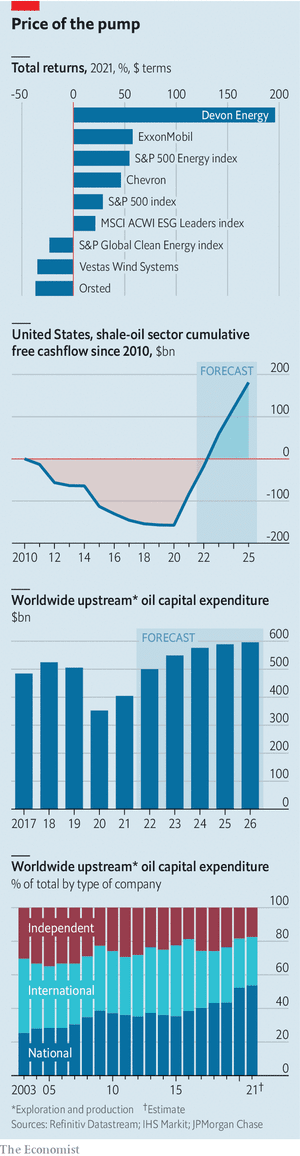 Price of the pump
Total returns, 2021, %, $ terms
-50 0 50 100 150 200
Devon Energy
ExxonMobil
S&P 500 Energy index
Chevron
S&P 500 index
MSCI ACWI ESG Leaders index
S&P Global Clean Energy index
Vestas Wind Systems
Orsted
United States, shale-oil sector cumulative
free cashflow since 2010, $bn
FORECAST
200
100
0
-100
-200
2010 12 14 16 18 20 22 25
Worldwide upstream* oil capital expenditure
$bn
FORECAST
600
500
400
300
200
100
0
2017 18 19 20 21 22 23 24 25 26
Worldwide upstream* oil capital expenditure
% of total by type of company
100
80
60
40
20
0
Independent
International
National
2003 05 10 15 21†
*Exploration and production †Estimate
Sources: Refinitiv Datastream; IHS Markit; JPMorgan Chase
The Economist